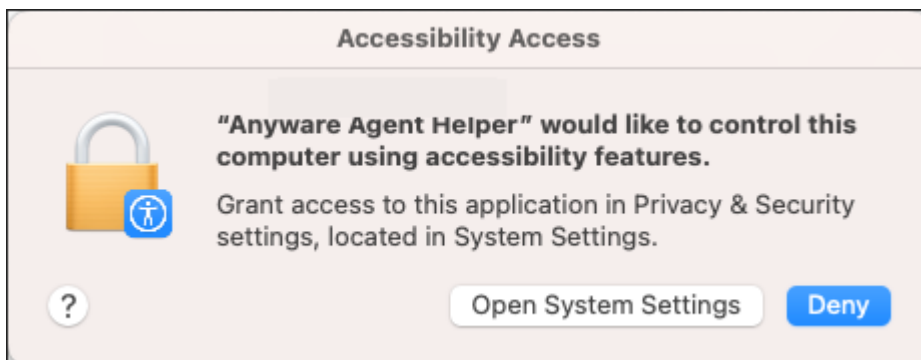 Accessibility Access
“Anyware Agent Helper” would like to control this
computer using accessibility features.
Grant access to this application in Privacy & Security
settings, located in System Settings.
?
Open System Settings
Deny